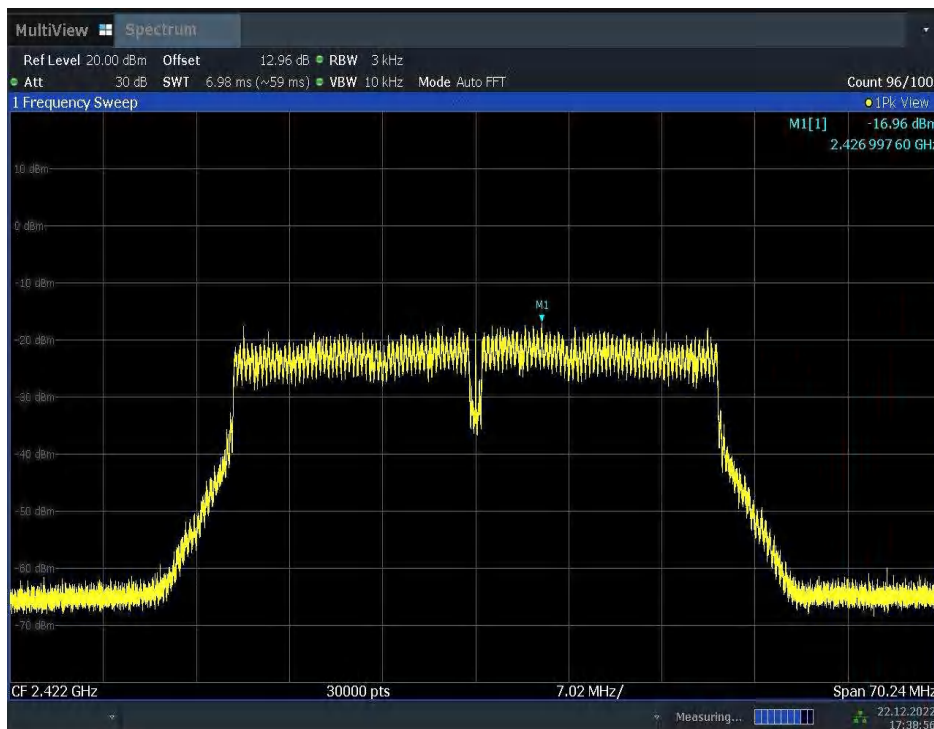 MultiView Spectrum
Ref Level 20.00 dBm Offset 12.96 dB RBW 3 kHz
Att 30 dB SWT 6.98 ms (~59 ms) VBW 10 kHz Mode Auto FFT Count 96/100
1 Frequency Sweep 1Pk View
M1[1] -16.96 dBm
2.426 997 60 GHz
10 dBm
0 dBm
-10 dBm
M1
-20 dBm
-30 dBm
-40 dBm
-50 dBm
-60 dBm
-70 dBm
CF 2.422 GHz 30000 pts 7.02 MHz/ Span 70.24 MHz
Measuring... 22.12.2022
17:38:56